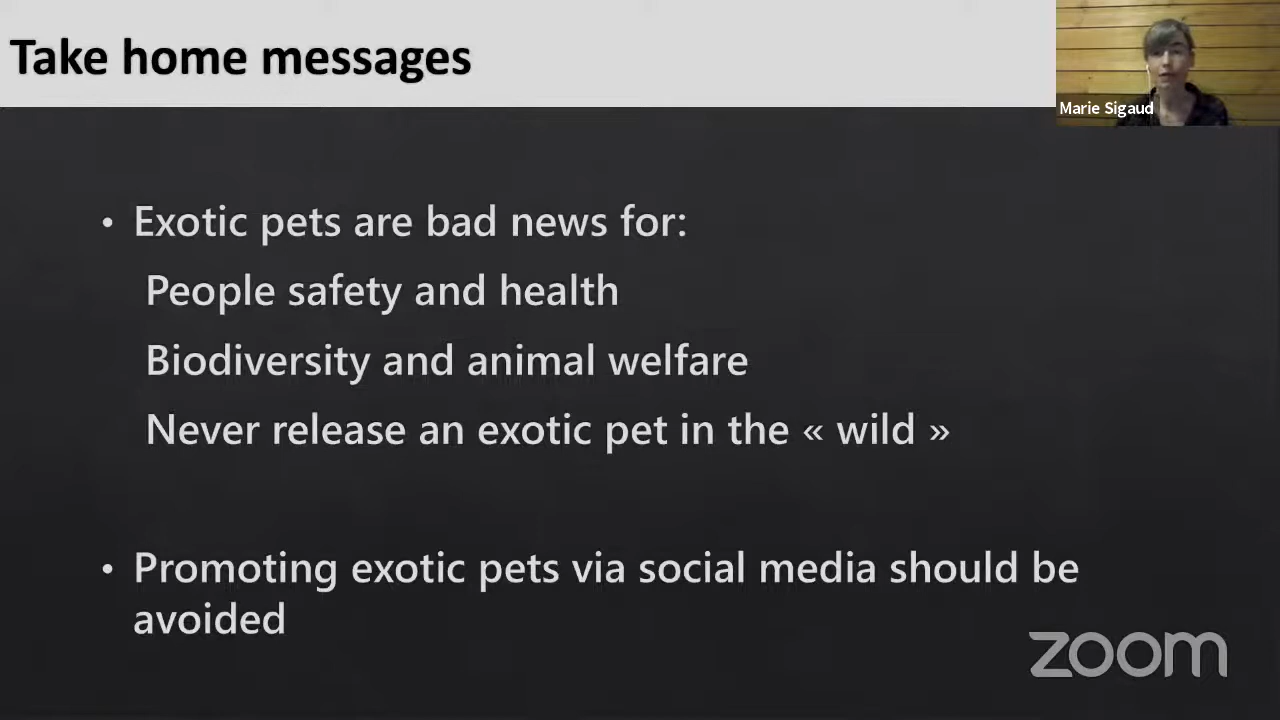 Take home messages
Marie Sigaud
• Exotic pets are bad news for:
People safety and health
Biodiversity and animal welfare
Never release an exotic pet in the « wild »
• Promoting exotic pets via social media should be
avoided
zoom